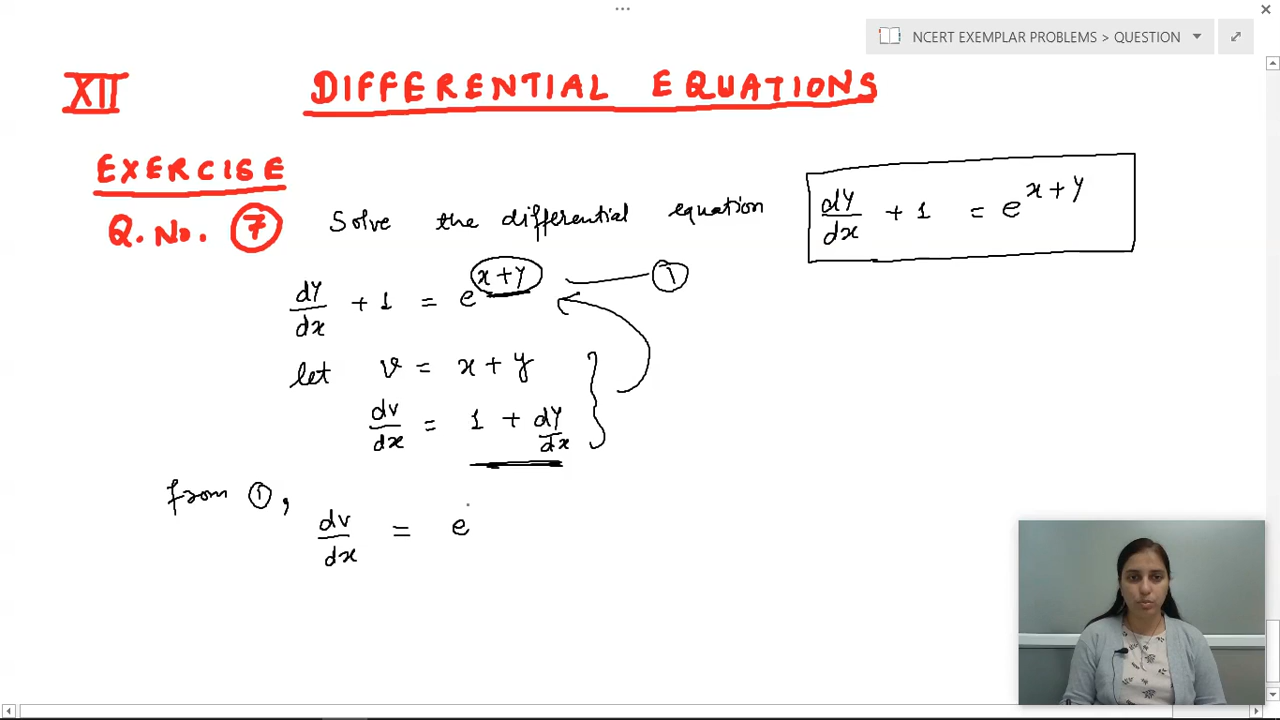 NCERT EXEMPLAR PROBLEMS > QUESTION
XII DIFFERENTIAL EQUATIONS
EXERCISE
Q. No. 7 Solve the differential equation dy/dx + 1 = e^(x+y)
dy/dx + 1 = e^(x+y) — 1
let v = x + y
dv/dx = 1 + dy/dx
from 1, dv/dx = e